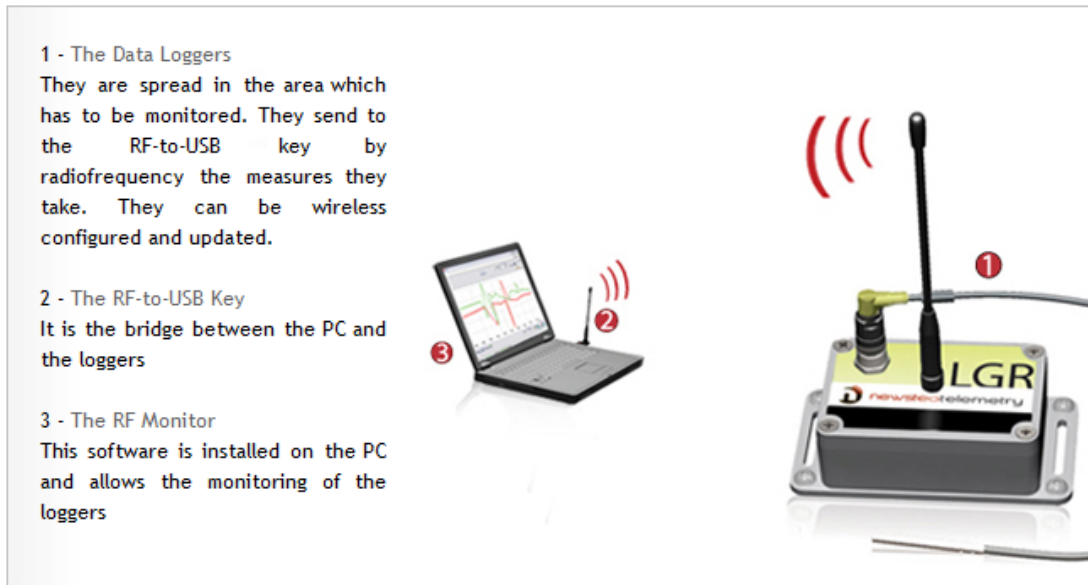 1 - The Data Loggers
They are spread in the area which
has to be monitored. They send to
the RF-to-USB key by
radiofrequency the measures they
take. They can be wireless
configured and updated.
2 - The RF-to-USB Key
It is the bridge between the PC and
the loggers
3 - The RF Monitor
This software is installed on the PC
and allows the monitoring of the
loggers
3
2
1
LGR
newsteotelemetry